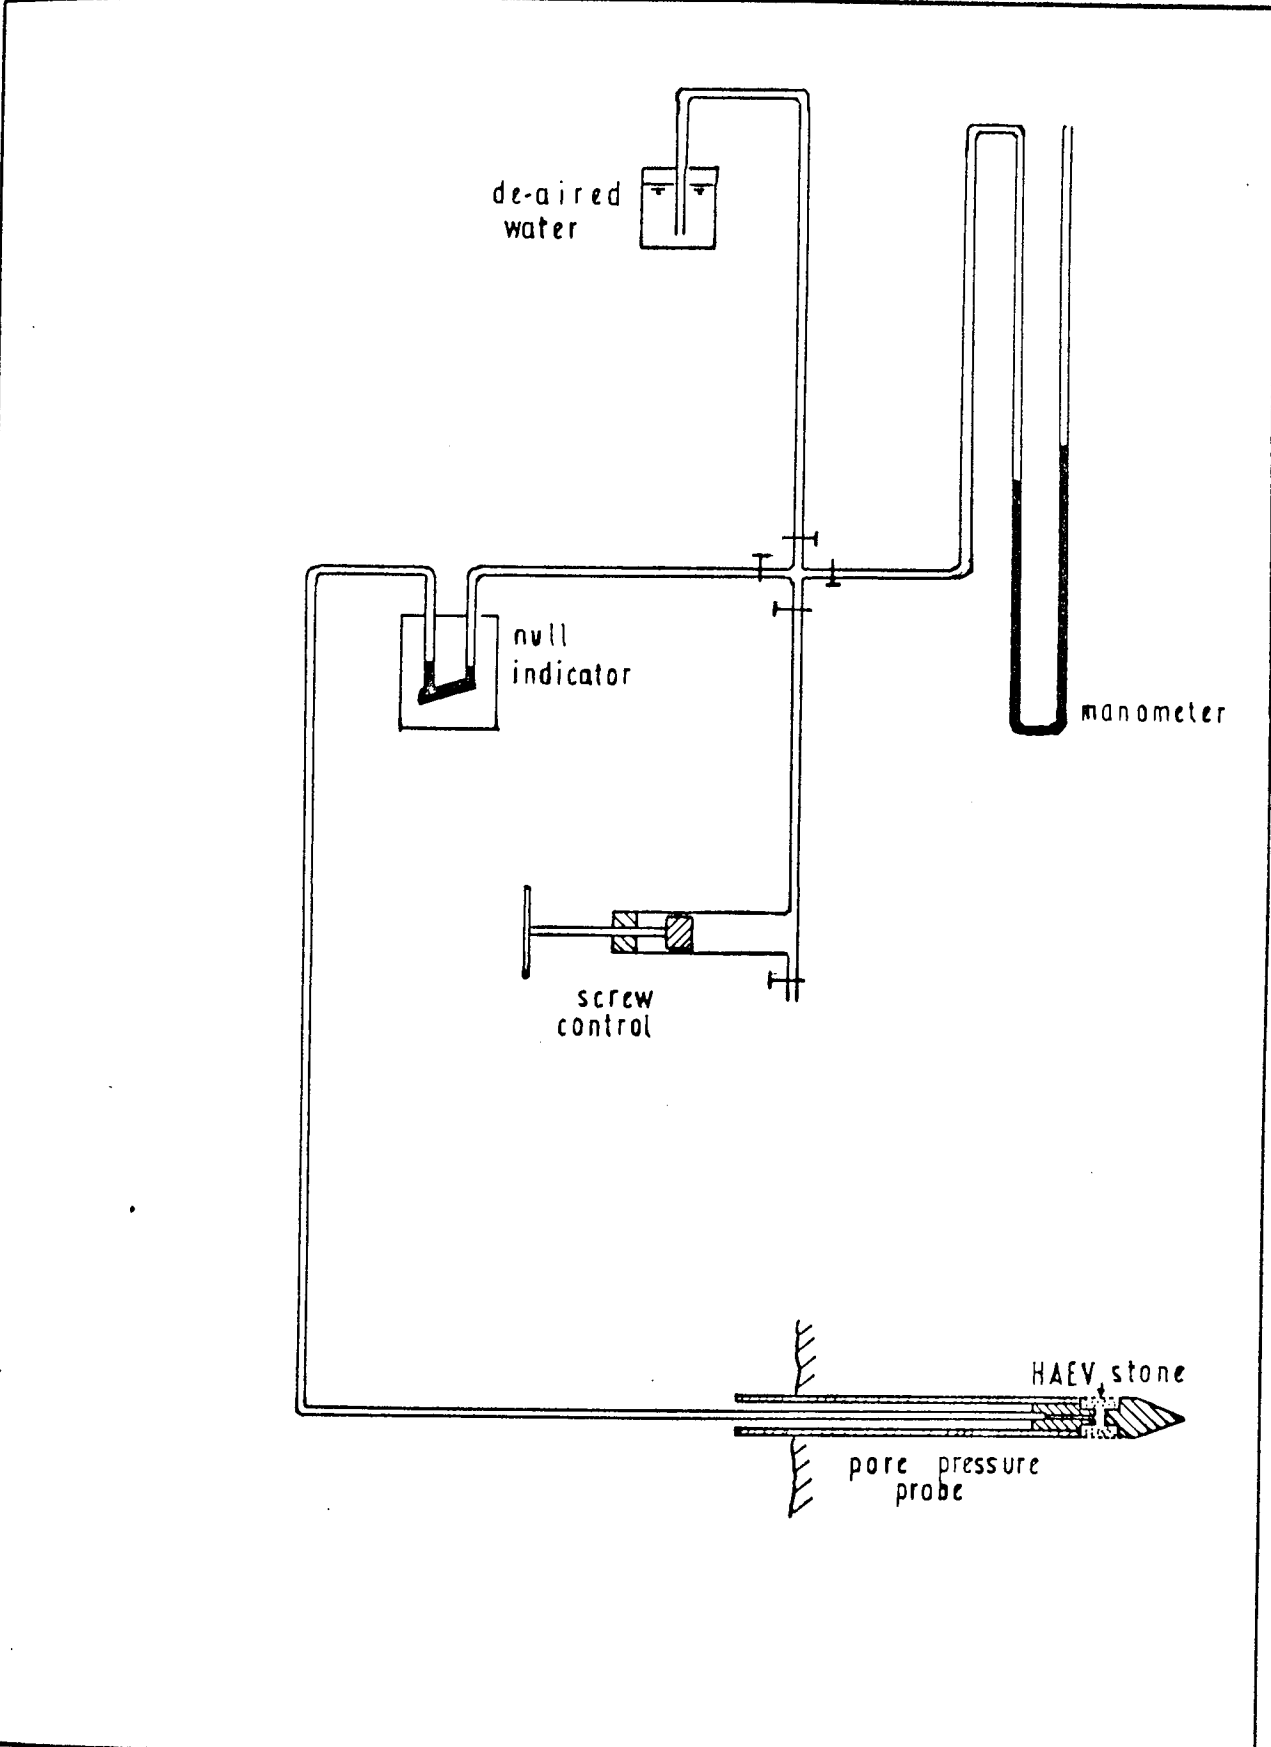 de-aired
water
null
indicator
manometer
screw
control
HAEV stone
pore pressure
probe